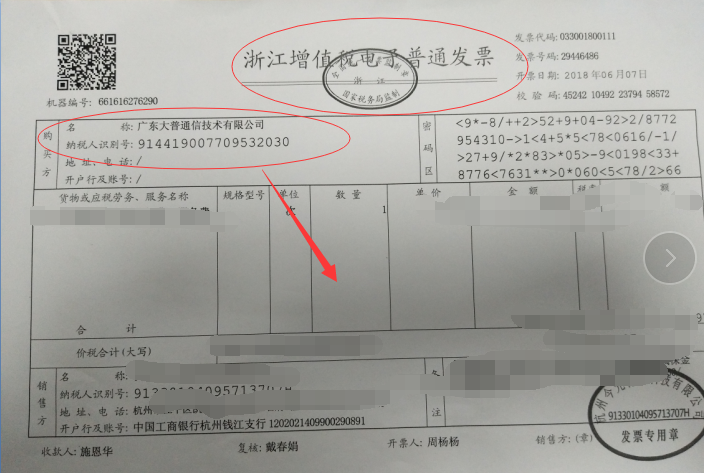 浙江增值税电子普通发票
全国统一发票监制章
浙江
国家税务局监制
发票代码: 033001800111
发票号码: 29446486
开票日期: 2018 年06月07日
校 验 码: 45242 10492 23794 58572
机器编号: 661616276290
购买方
名 称: 广东大普通信技术有限公司
纳税人识别号: 914419007709532030
地 址、电 话: /
开户行及账号: /
密码区
<9*-8/++2>52+9+04-92>2/8772
954310->1<4+5*5<78<0616/-1/
>27+9/*2*83>*05>-9<0198<33+
8776<7631**>0*060<5<78/2>66
货物或应税劳务、服务名称 规格型号 单位 数 量 单 价 金 额
次 1
合 计
价税合计(大写)
销售方
名 称:
纳税人识别号: 91330104095713707H
地 址、电 话: 杭州
开户行及账号: 中国工商银行杭州钱江支行 1202021409900290891
备注
91330104095713707H
发票专用章
收款人: 施恩华 复核: 戴春娟 开票人: 周杨杨 销售方: (章)